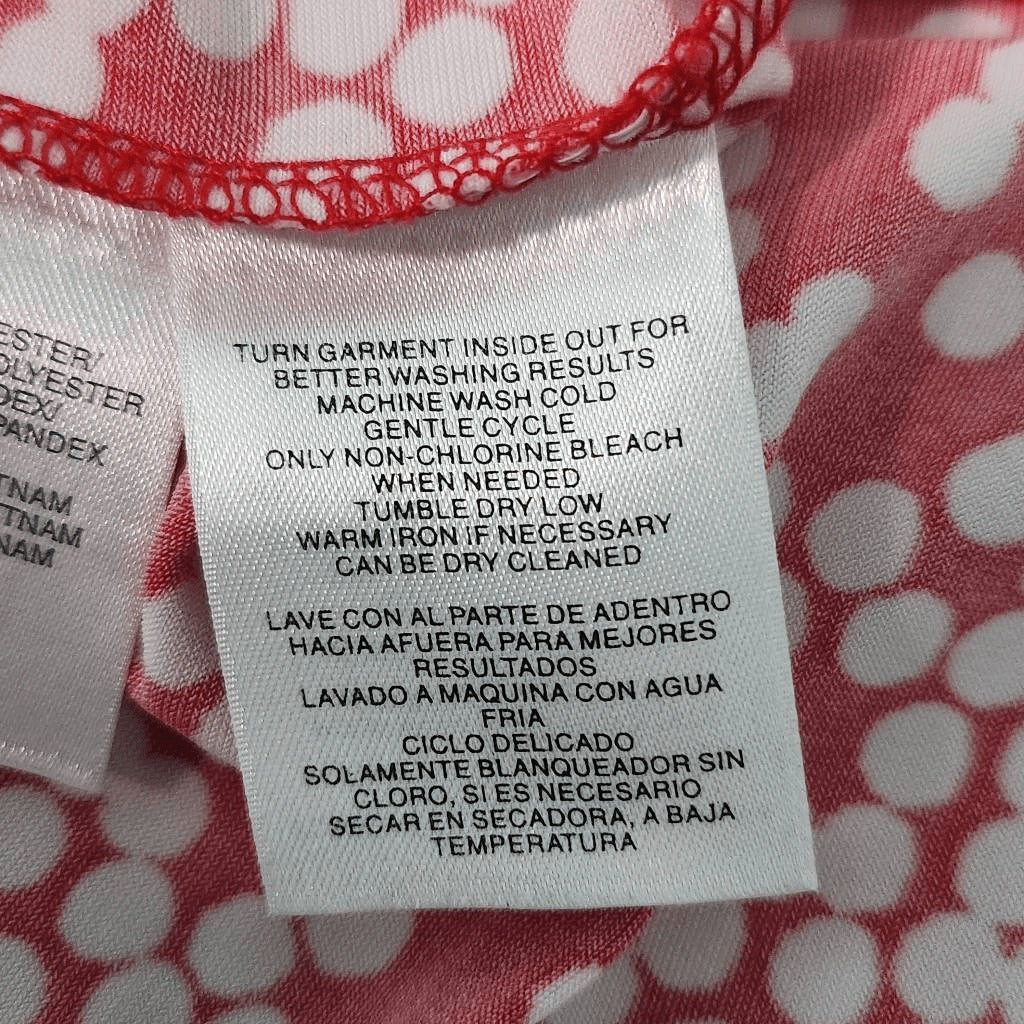 ESTER/
OLYESTER
DEX/
PANDEX
TNAM
TNAM
NAM
TURN GARMENT INSIDE OUT FOR
BETTER WASHING RESULTS
MACHINE WASH COLD
GENTLE CYCLE
ONLY NON-CHLORINE BLEACH
WHEN NEEDED
TUMBLE DRY LOW
WARM IRON IF NECESSARY
CAN BE DRY CLEANED
LAVE CON AL PARTE DE ADENTRO
HACIA AFUERA PARA MEJORES
RESULTADOS
LAVADO A MAQUINA CON AGUA
FRIA
CICLO DELICADO
SOLAMENTE BLANQUEADOR SIN
CLORO, SI ES NECESARIO
SECAR EN SECADORA, A BAJA
TEMPERATURA